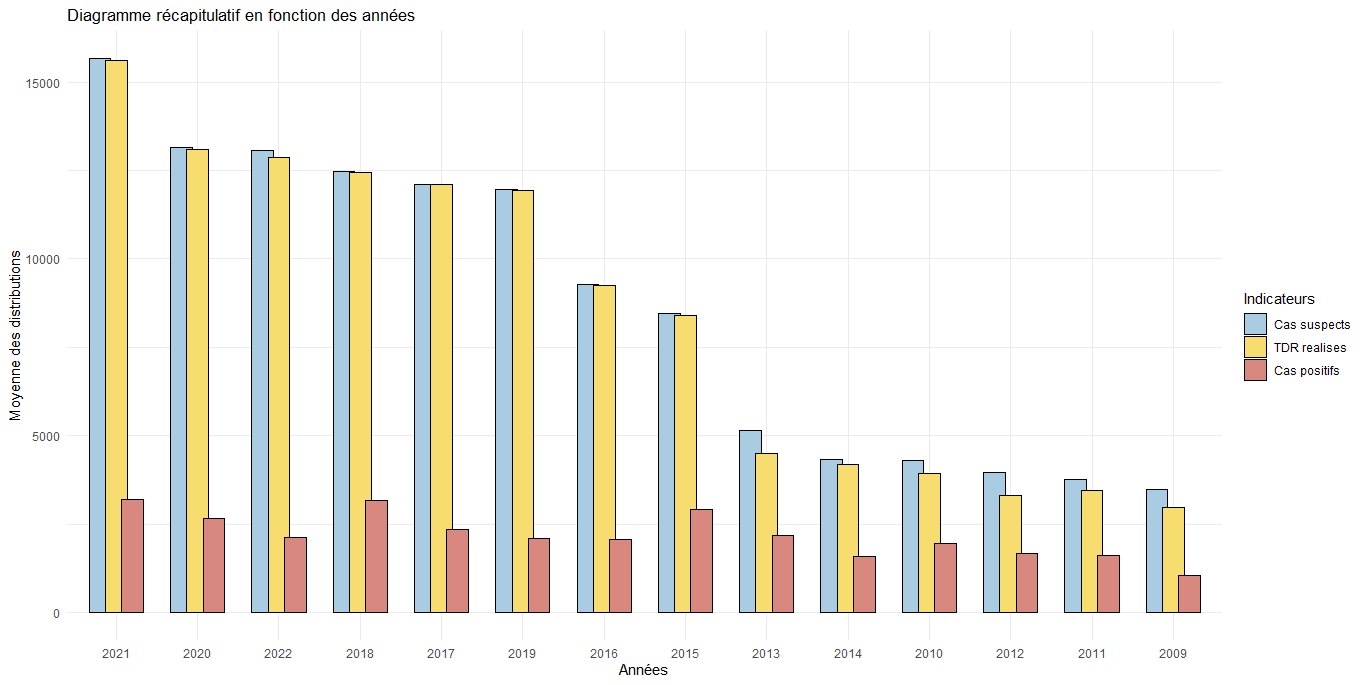 Diagramme récapitulatif en fonction des années
Moyenne des distributions
15000
10000
5000
0
2021 2020 2022 2018 2017 2019 2016 2015 2013 2014 2010 2012 2011 2009
Années
Indicateurs
Cas suspects
TDR realises
Cas positifs